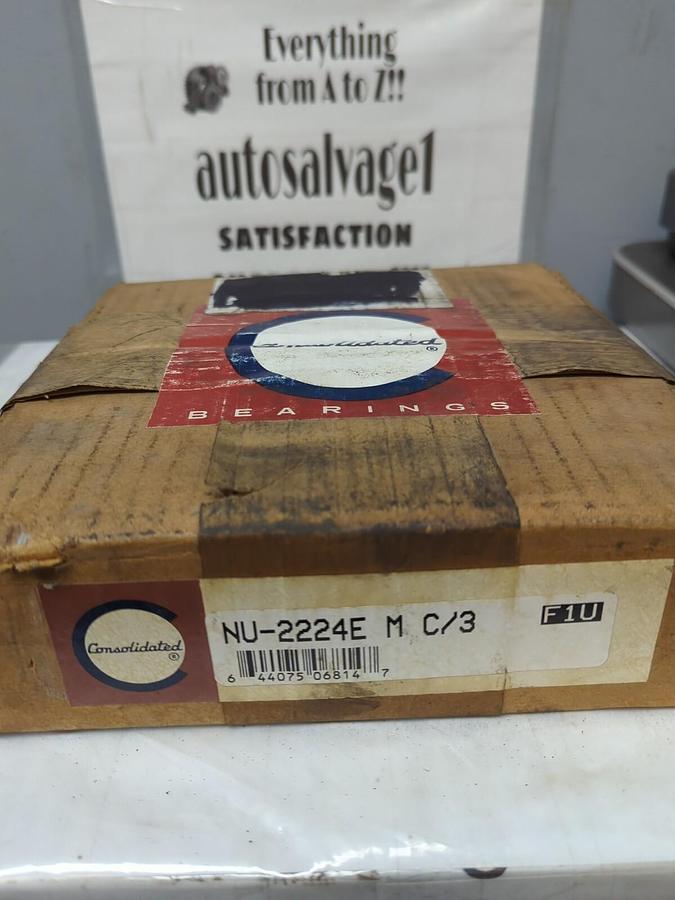 Everything
from A to Z!!
autosalvage1
SATISFACTION
Consolidated ®
BEARINGS
Consolidated ®
NU-2224E M C/3
F1U
6 44075 06814 7